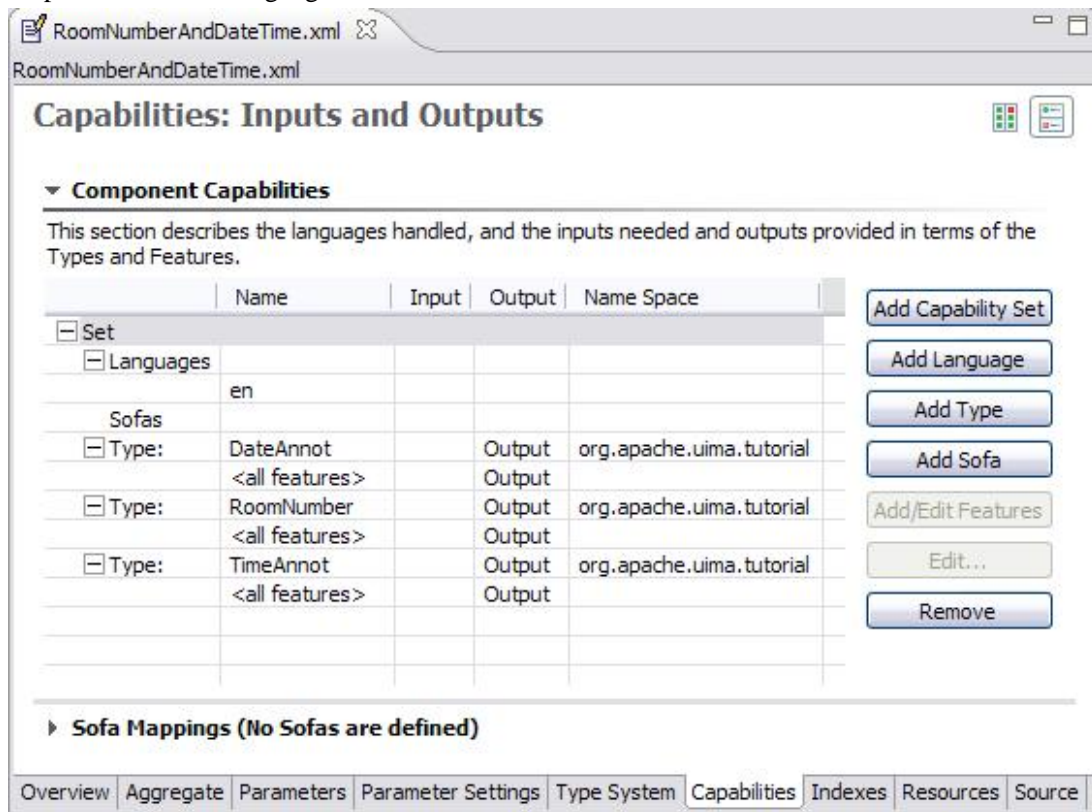 RoomNumberAndDateTime.xml
RoomNumberAndDateTime.xml
Capabilities: Inputs and Outputs
Component Capabilities
This section describes the languages handled, and the inputs needed and outputs provided in terms of the
Types and Features.
Name Input Output Name Space
Set
Languages
en
Sofas
Type: DateAnnot Output org.apache.uima.tutorial
<all features> Output
Type: RoomNumber Output org.apache.uima.tutorial
<all features> Output
Type: TimeAnnot Output org.apache.uima.tutorial
<all features> Output
Add Capability Set
Add Language
Add Type
Add Sofa
Add/Edit Features
Edit...
Remove
Sofa Mappings (No Sofas are defined)
Overview Aggregate Parameters Parameter Settings Type System Capabilities Indexes Resources Source